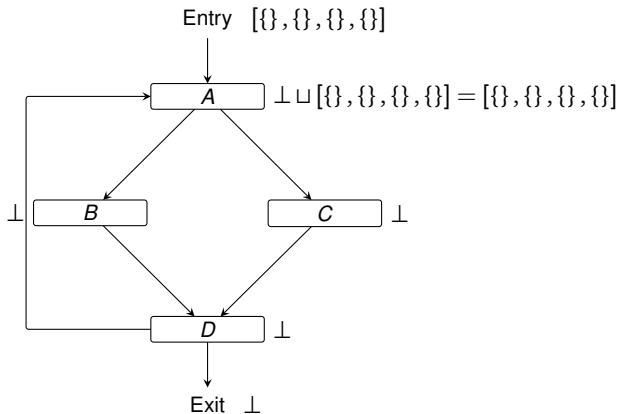 Entry [{} , {} , {} , {}]
A ⊥ ⊔ [{} , {} , {} , {}] = [{} , {} , {} , {}]
⊥ B C ⊥
D ⊥
Exit ⊥